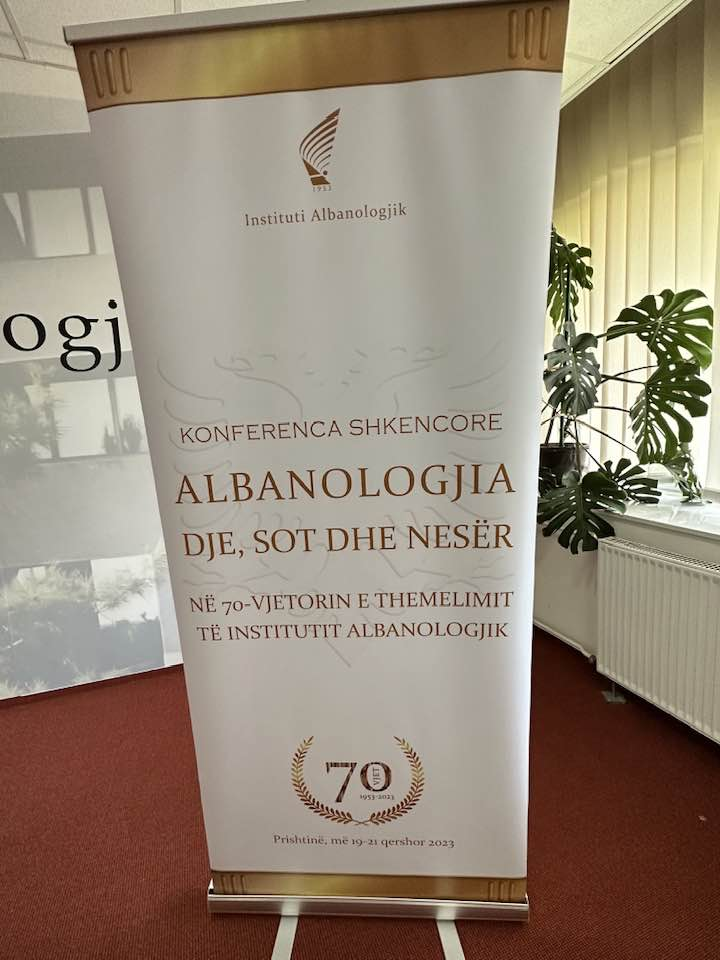 1953
Instituti Albanologjik
ogj
KONFERENCA SHKENCORE
ALBANOLOGJIA
DJE, SOT DHE NESËR
NË 70-VJETORIN E THEMELIMIT
TË INSTITUTIT ALBANOLOGJIK
70
VJET
1953-2023
Prishtinë, më 19-21 qershor 2023